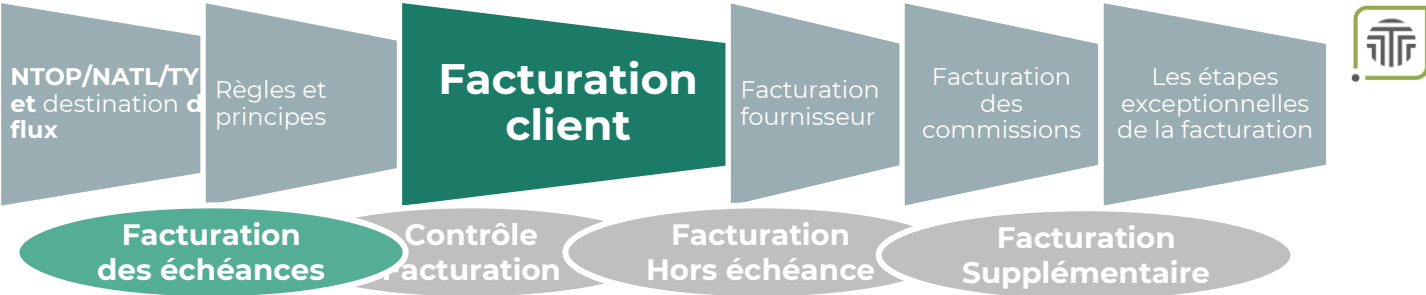 NTOP/NATL/TY
et destination d
flux
Règles et
principes
Facturation
client
Facturation
fournisseur
Facturation
des
commissions
Les étapes
exceptionnelles
de la facturation
Facturation
des échéances
Contrôle
Facturation
Facturation
Hors échéance
Facturation
Supplémentaire